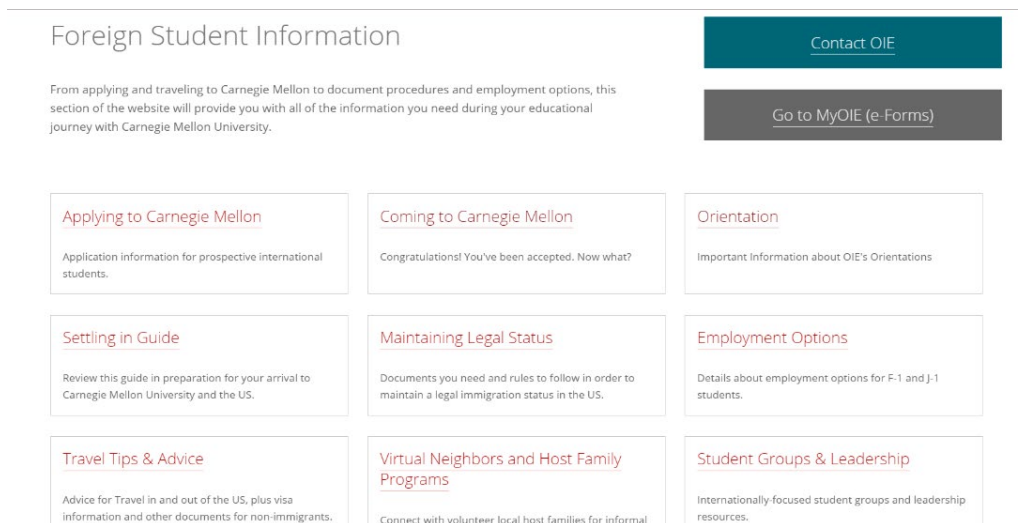 Foreign Student Information
Contact OIE
From applying and traveling to Carnegie Mellon to document procedures and employment options, this
section of the website will provide you with all of the information you need during your educational
journey with Carnegie Mellon University.
Go to MyOIE (e-Forms)
Applying to Carnegie Mellon
Application information for prospective international
students.
Coming to Carnegie Mellon
Congratulations! You've been accepted. Now what?
Orientation
Important Information about OIE's Orientations
Settling in Guide
Review this guide in preparation for your arrival to
Carnegie Mellon University and the US.
Maintaining Legal Status
Documents you need and rules to follow in order to
maintain a legal immigration status in the US.
Employment Options
Details about employment options for F-1 and J-1
students.
Travel Tips & Advice
Advice for Travel in and out of the US, plus visa
information and other documents for non-immigrants.
Virtual Neighbors and Host Family
Programs
Connect with volunteer local host families for informal
Student Groups & Leadership
Internationally-focused student groups and leadership
resources.